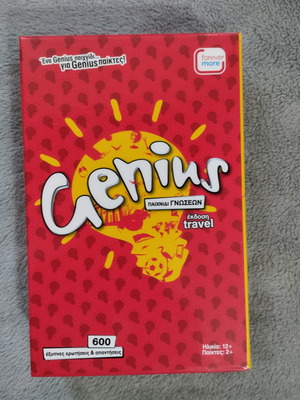 Ένα Genius παιχνίδι...
για Genius παίκτες!
forever
more
Genius
ΠΑΙΧΝΙΔΙ ΓΝΩΣΕΩΝ
έκδοση
travel
600
έξυπνες ερωτήσεις & απαντήσεις
Ηλικία: 12+
Παίκτες: 2+